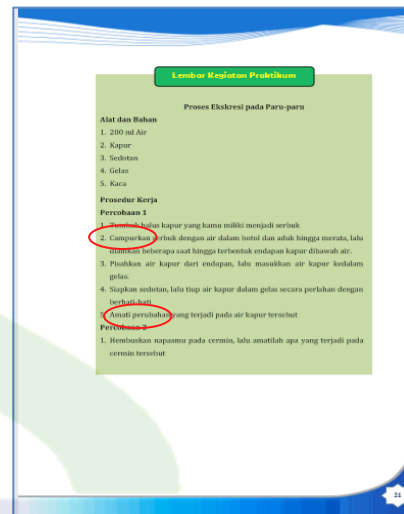 Lembar Kegiatan Praktikum
Proses Ekskresi pada Paru-paru
Alat dan Bahan
1. 200 ml Air
2. Kapur
3. Sedotan
4. Gelas
5. Kaca
Prosedur Kerja
Percobaan 1
1. Tumbuk halus kapur yang kamu miliki menjadi serbuk
2. Campurkan serbuk dengan air dalam botol dan aduk hingga merata, lalu
diamkan beberapa saat hingga terbentuk endapan kapur dibawah air.
3. Pisahkan air kapur dari endapan, lalu masukkan air kapur kedalam
gelas.
4. Siapkan sedotan, lalu tiup air kapur dalam gelas secara perlahan dengan
berhati-hati
5. Amati perubahan yang terjadi pada air kapur tersebut
Percobaan 2
1. Hembuskan napasmu pada cermin, lalu amatilah apa yang terjadi pada
cermin tersebut
21